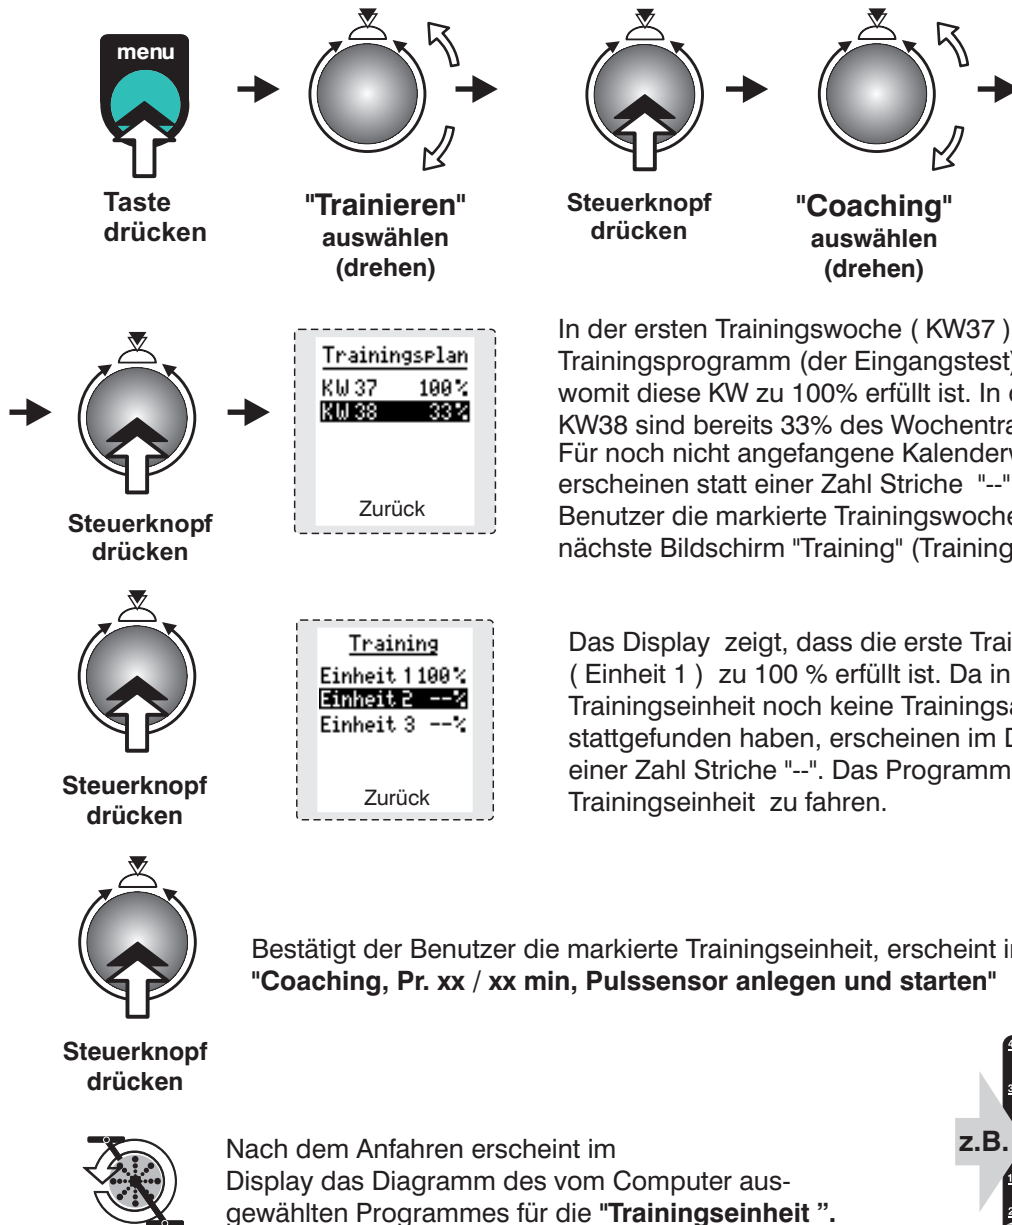 menu
Taste
drücken
"Trainieren"
auswählen
(drehen)
Steuerknopf
drücken
"Coaching"
auswählen
(drehen)
Steuerknopf
drücken
Trainingsplan
KW 37 100%
KW 38 33%
Zurück
In der ersten Trainingswoche ( KW37 )
Trainingsprogramm (der Eingangstest)
womit diese KW zu 100% erfüllt ist. In
KW38 sind bereits 33% des
Für noch nicht angefangene
erscheinen statt einer Zahl Striche "--"
Benutzer die markierte Trainingswoche
nächste Bildschirm "Training"
Steuerknopf
drücken
Training
Einheit 1 100%
Einheit 2 --%
Einheit 3 --%
Zurück
Das Display zeigt, dass die erste
( Einheit 1 ) zu 100 % erfüllt ist. Da in
Trainingseinheit noch keine
stattgefunden haben, erscheinen im
einer Zahl Striche "--". Das Programm
Trainingseinheit zu fahren.
Steuerknopf
drücken
Bestätigt der Benutzer die markierte Trainingseinheit, erscheint
"Coaching, Pr. xx / xx min, Pulssensor anlegen und starten"
z.B.
Nach dem Anfahren erscheint im
Display das Diagramm des vom Computer aus-
gewählten Programmes für die "Trainingseinheit ".